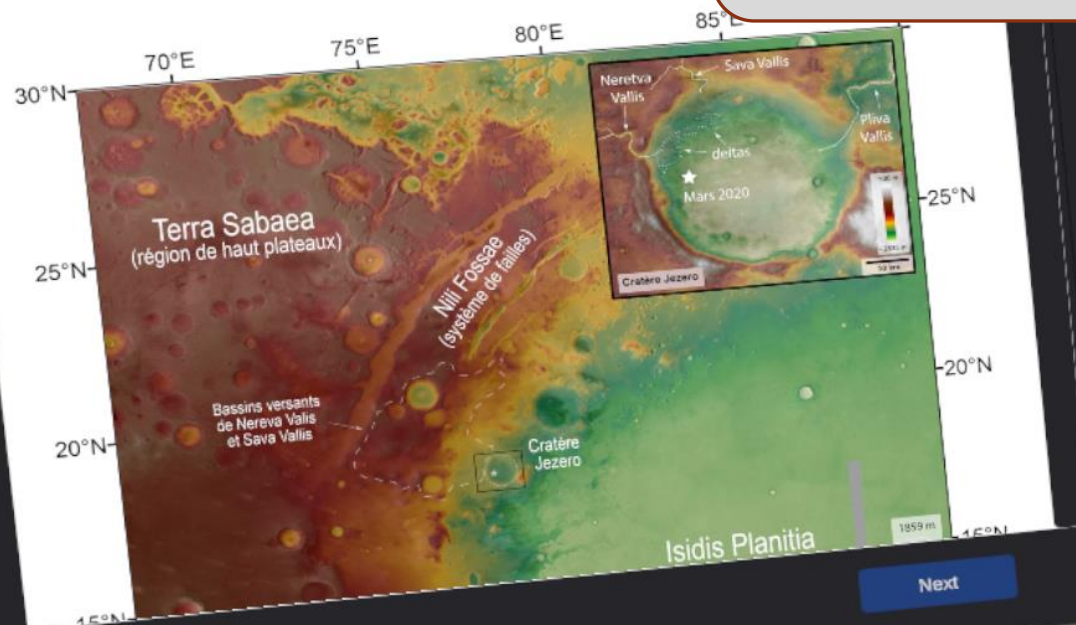 70°E
75°E
80°E
85°E
30°N
25°N
20°N
25°N
20°N
15°N
Terra Sabaea
(région de haut plateaux)
Nili Fossae
(système de failles)
Bassins versants
de Nereva Valis
et Sava Vallis
Cratère
Jezero
Isidis Planitia
1859 m
Neretva
Vallis
Sava Vallis
Pliva
Vallis
deltas
Mars 2020
Cratère Jezero
Next